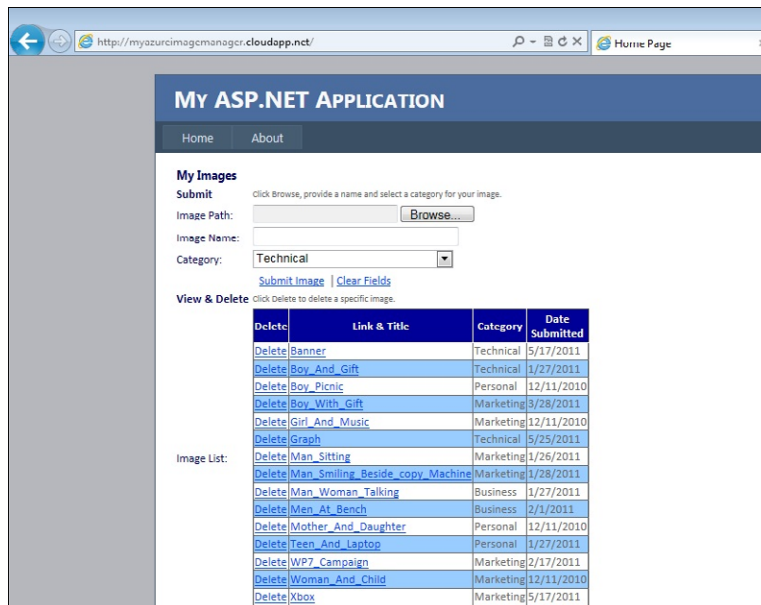 http://myazureimagemanager.cloudapp.net/
Home Page
MY ASP.NET APPLICATION
Home About
My Images
Submit Click Browse, provide a name and select a category for your image.
Image Path: Browse...
Image Name:
Category: Technical
Submit Image | Clear Fields
View & Delete Click Delete to delete a specific image.
Delete Link & Title Category Date Submitted
Delete Banner Technical 5/17/2011
Delete Boy_And_Gift Technical 1/27/2011
Delete Boy_Picnic Personal 12/11/2010
Delete Boy_With_Gift Marketing 3/28/2011
Delete Girl_And_Music Marketing 12/11/2010
Delete Graph Technical 5/25/2011
Image List:
Delete Man_Sitting Marketing 1/26/2011
Delete Man_Smiling_Beside_copy_Machine Marketing 1/28/2011
Delete Man_Woman_Talking Business 1/27/2011
Delete Men_At_Bench Business 2/1/2011
Delete Mother_And_Daughter Personal 12/11/2010
Delete Teen_And_Laptop Personal 1/27/2011
Delete WP7_Campaign Marketing 2/17/2011
Delete Woman_And_Child Marketing 12/11/2010
Delete Xbox Marketing 5/17/2011